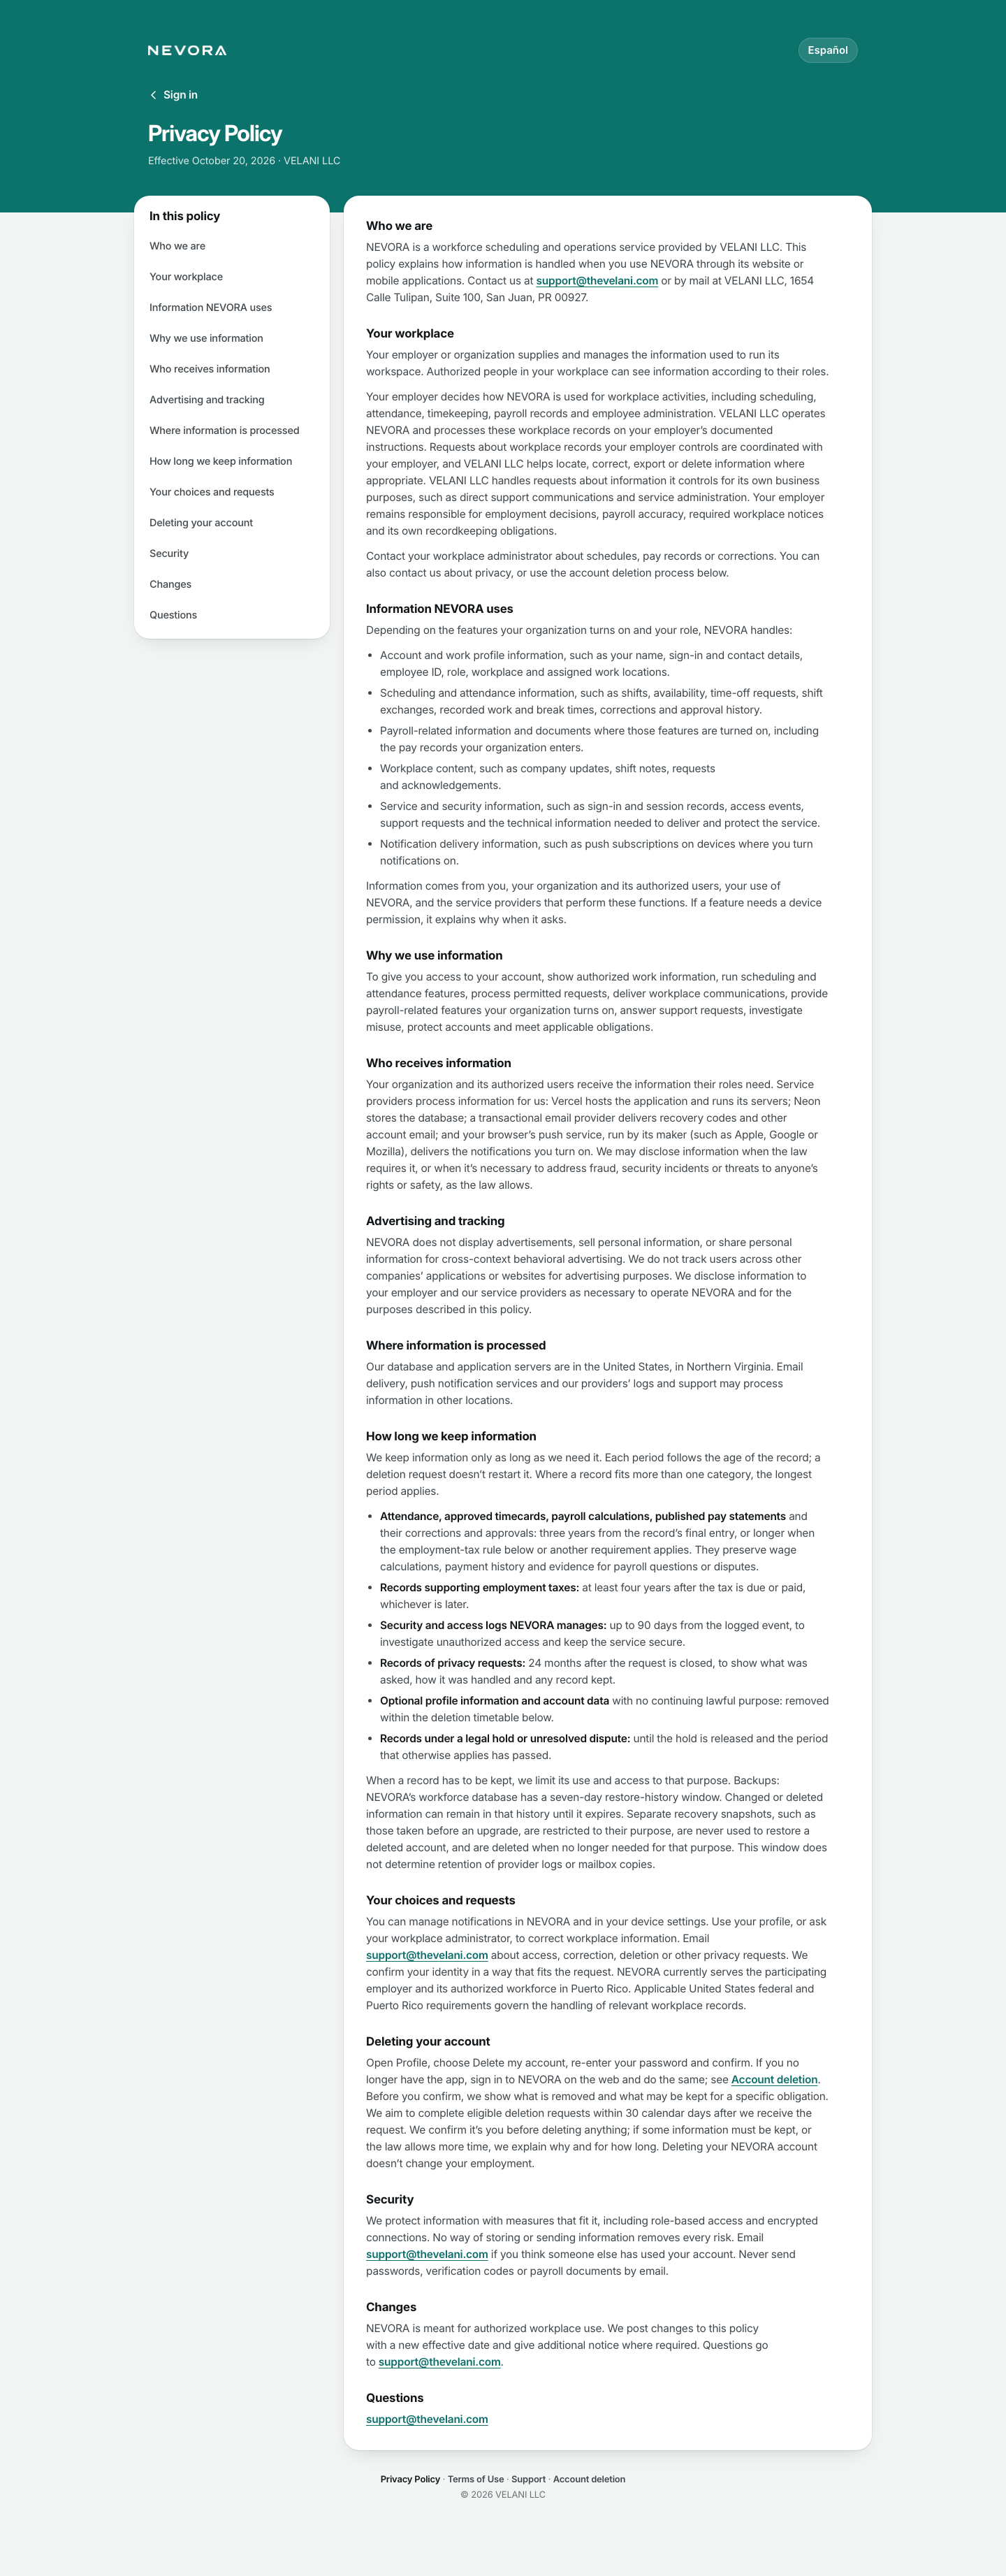 NEVORA
Español
Sign in
Privacy Policy
Effective October 20, 2026 · VELANI LLC
In this policy
Who we are
Your workplace
Information NEVORA uses
Why we use information
Who receives information
Advertising and tracking
Where information is processed
How long we keep information
Your choices and requests
Deleting your account
Security
Changes
Questions
Who we are
NEVORA is a workforce scheduling and operations service provided by VELANI LLC. This
policy explains how information is handled when you use NEVORA through its website or
mobile applications. Contact us at support@thevelani.com or by mail at VELANI LLC, 1654
Calle Tulipan, Suite 100, San Juan, PR 00927.
Your workplace
Your employer or organization supplies and manages the information used to run its
workspace. Authorized people in your workplace can see information according to their roles.
Your employer decides how NEVORA is used for workplace activities, including scheduling,
attendance, timekeeping, payroll records and employee administration. VELANI LLC operates
NEVORA and processes these workplace records on your employer’s documented
instructions. Requests about workplace records your employer controls are coordinated with
your employer, and VELANI LLC helps locate, correct, export or delete information where
appropriate. VELANI LLC handles requests about information it controls for its own business
purposes, such as direct support communications and service administration. Your employer
remains responsible for employment decisions, payroll accuracy, required workplace notices
and its own recordkeeping obligations.
Contact your workplace administrator about schedules, pay records or corrections. You can
also contact us about privacy, or use the account deletion process below.
Information NEVORA uses
Depending on the features your organization turns on and your role, NEVORA handles:
• Account and work profile information, such as your name, sign-in and contact details,
employee ID, role, workplace and assigned work locations.
• Scheduling and attendance information, such as shifts, availability, time-off requests, shift
exchanges, recorded work and break times, corrections and approval history.
• Payroll-related information and documents where those features are turned on, including
the pay records your organization enters.
• Workplace content, such as company updates, shift notes, requests
and acknowledgements.
• Service and security information, such as sign-in and session records, access events,
support requests and the technical information needed to deliver and protect the service.
• Notification delivery information, such as push subscriptions on devices where you turn
notifications on.
Information comes from you, your organization and its authorized users, your use of
NEVORA, and the service providers that perform these functions. If a feature needs a device
permission, it explains why when it asks.
Why we use information
To give you access to your account, show authorized work information, run scheduling and
attendance features, process permitted requests, deliver workplace communications, provide
payroll-related features your organization turns on, answer support requests, investigate
misuse, protect accounts and meet applicable obligations.
Who receives information
Your organization and its authorized users receive the information their roles need. Service
providers process information for us: Vercel hosts the application and runs its servers; Neon
stores the database; a transactional email provider delivers recovery codes and other
account email; and your browser’s push service, run by its maker (such as Apple, Google or
Mozilla), delivers the notifications you turn on. We may disclose information when the law
requires it, or when it’s necessary to address fraud, security incidents or threats to anyone’s
rights or safety, as the law allows.
Advertising and tracking
NEVORA does not display advertisements, sell personal information, or share personal
information for cross-context behavioral advertising. We do not track users across other
companies’ applications or websites for advertising purposes. We disclose information to
your employer and our service providers as necessary to operate NEVORA and for the
purposes described in this policy.
Where information is processed
Our database and application servers are in the United States, in Northern Virginia. Email
delivery, push notification services and our providers’ logs and support may process
information in other locations.
How long we keep information
We keep information only as long as we need it. Each period follows the age of the record; a
deletion request doesn’t restart it. Where a record fits more than one category, the longest
period applies.
• Attendance, approved timecards, payroll calculations, published pay statements and
their corrections and approvals: three years from the record’s final entry, or longer when
the employment-tax rule below or another requirement applies. They preserve wage
calculations, payment history and evidence for payroll questions or disputes.
• Records supporting employment taxes: at least four years after the tax is due or paid,
whichever is later.
• Security and access logs NEVORA manages: up to 90 days from the logged event, to
investigate unauthorized access and keep the service secure.
• Records of privacy requests: 24 months after the request is closed, to show what was
asked, how it was handled and any record kept.
• Optional profile information and account data with no continuing lawful purpose: removed
within the deletion timetable below.
• Records under a legal hold or unresolved dispute: until the hold is released and the period
that otherwise applies has passed.
When a record has to be kept, we limit its use and access to that purpose. Backups:
NEVORA’s workforce database has a seven-day restore-history window. Changed or deleted
information can remain in that history until it expires. Separate recovery snapshots, such as
those taken before an upgrade, are restricted to their purpose, are never used to restore a
deleted account, and are deleted when no longer needed for that purpose. This window does
not determine retention of provider logs or mailbox copies.
Your choices and requests
You can manage notifications in NEVORA and in your device settings. Use your profile, or ask
your workplace administrator, to correct workplace information. Email
support@thevelani.com about access, correction, deletion or other privacy requests. We
confirm your identity in a way that fits the request. NEVORA currently serves the participating
employer and its authorized workforce in Puerto Rico. Applicable United States federal and
Puerto Rico requirements govern the handling of relevant workplace records.
Deleting your account
Open Profile, choose Delete my account, re-enter your password and confirm. If you no
longer have the app, sign in to NEVORA on the web and do the same; see Account deletion.
Before you confirm, we show what is removed and what may be kept for a specific obligation.
We aim to complete eligible deletion requests within 30 calendar days after we receive the
request. We confirm it’s you before deleting anything; if some information must be kept, or
the law allows more time, we explain why and for how long. Deleting your NEVORA account
doesn’t change your employment.
Security
We protect information with measures that fit it, including role-based access and encrypted
connections. No way of storing or sending information removes every risk. Email
support@thevelani.com if you think someone else has used your account. Never send
passwords, verification codes or payroll documents by email.
Changes
NEVORA is meant for authorized workplace use. We post changes to this policy
with a new effective date and give additional notice where required. Questions go
to support@thevelani.com.
Questions
support@thevelani.com
Privacy Policy · Terms of Use · Support · Account deletion
© 2026 VELANI LLC